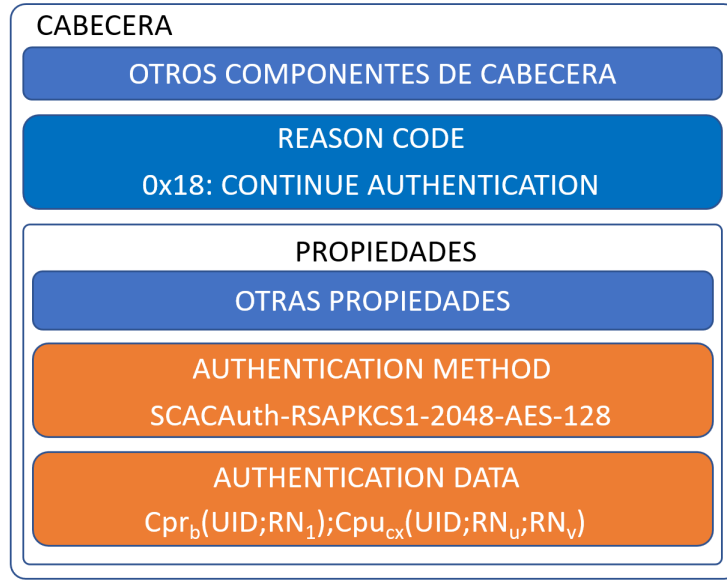 CABECERA
OTROS COMPONENTES DE CABECERA
REASON CODE
0x18: CONTINUE AUTHENTICATION
PROPIEDADES
OTRAS PROPIEDADES
AUTHENTICATION METHOD
SCACAuth-RSAPKCS1-2048-AES-128
AUTHENTICATION DATA
Cpr_b(UID;RN_1);Cpu_cx(UID;RN_u;RN_v)